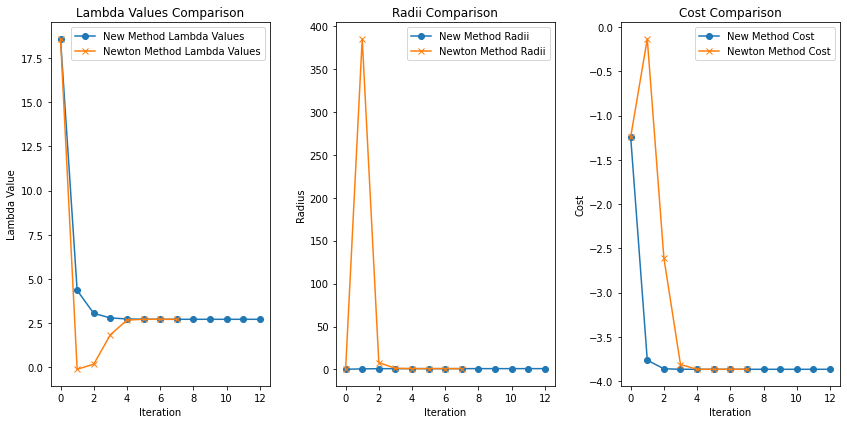 Lambda Values Comparison
New Method Lambda Values
Newton Method Lambda Values
Lambda Value
17.5
15.0
12.5
10.0
7.5
5.0
2.5
0.0
0 2 4 6 8 10 12
Iteration
Radii Comparison
New Method Radii
Newton Method Radii
Radius
400
350
300
250
200
150
100
50
0
0 2 4 6 8 10 12
Iteration
Cost Comparison
New Method Cost
Newton Method Cost
Cost
0.0
−0.5
−1.0
−1.5
−2.0
−2.5
−3.0
−3.5
−4.0
0 2 4 6 8 10 12
Iteration